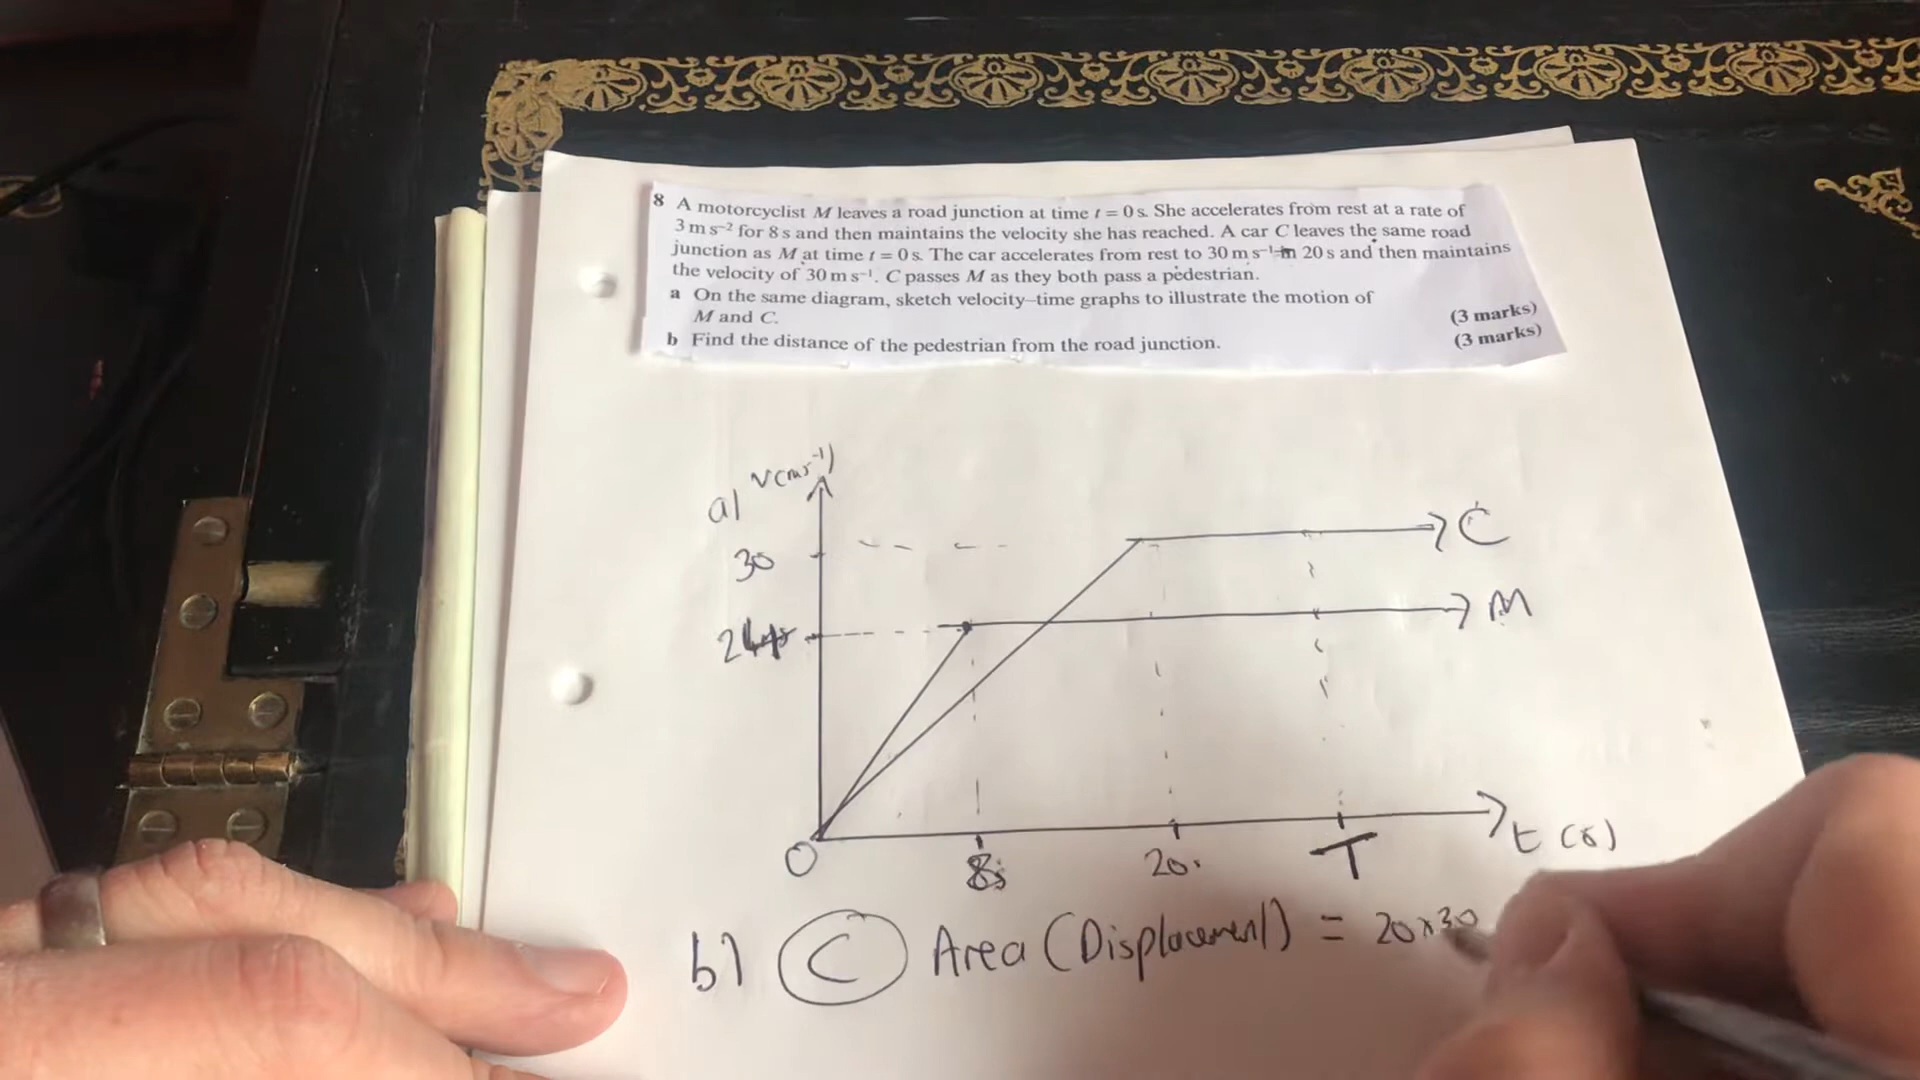 8 A motorcyclist M leaves a road junction at time t = 0 s. She accelerates from rest at a rate of
3 m s⁻² for 8 s and then maintains the velocity she has reached. A car C leaves the same road
junction as M at time t = 0 s. The car accelerates from rest to 30 m s⁻¹ in 20 s and then maintains
the velocity of 30 m s⁻¹. C passes M as they both pass a pedestrian.
a On the same diagram, sketch velocity–time graphs to illustrate the motion of
M and C. (3 marks)
b Find the distance of the pedestrian from the road junction. (3 marks)
a) V(ms⁻¹)
30
C
24
M
O
8s
20
T
t (s)
b) C Area (Displacement) = 20×30